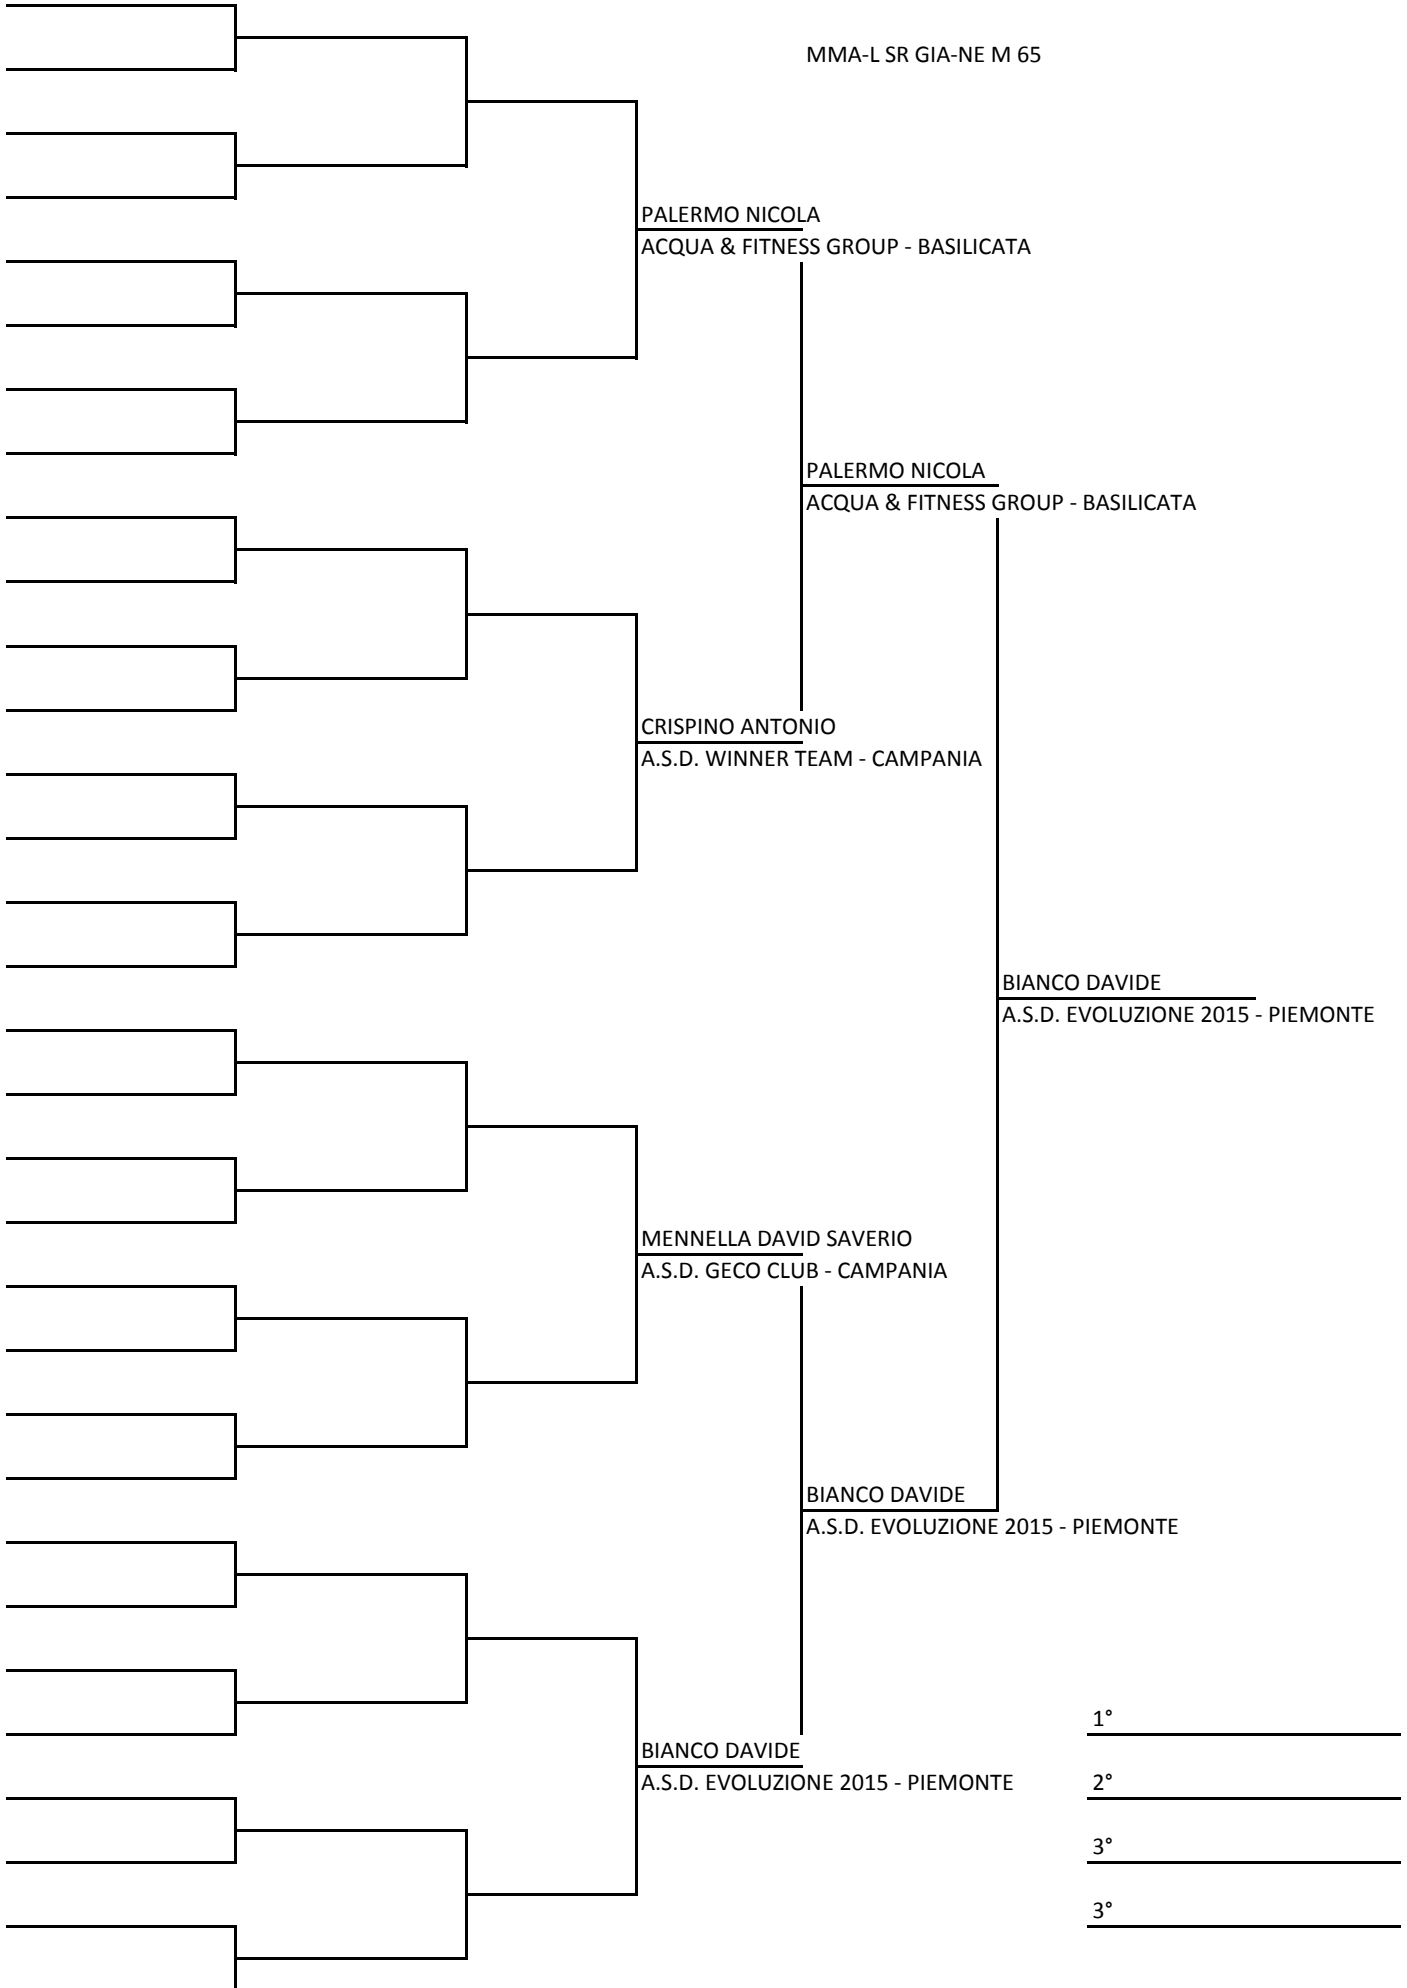 MMA-L SR GIA-NE M 65
PALERMO NICOLA
ACQUA & FITNESS GROUP - BASILICATA
PALERMO NICOLA
ACQUA & FITNESS GROUP - BASILICATA
CRISPINO ANTONIO
A.S.D. WINNER TEAM - CAMPANIA
BIANCO DAVIDE
A.S.D. EVOLUZIONE 2015 - PIEMONTE
MENNELLA DAVID SAVERIO
A.S.D. GECO CLUB - CAMPANIA
BIANCO DAVIDE
A.S.D. EVOLUZIONE 2015 - PIEMONTE
1°
BIANCO DAVIDE
A.S.D. EVOLUZIONE 2015 - PIEMONTE
2°
3°
3°